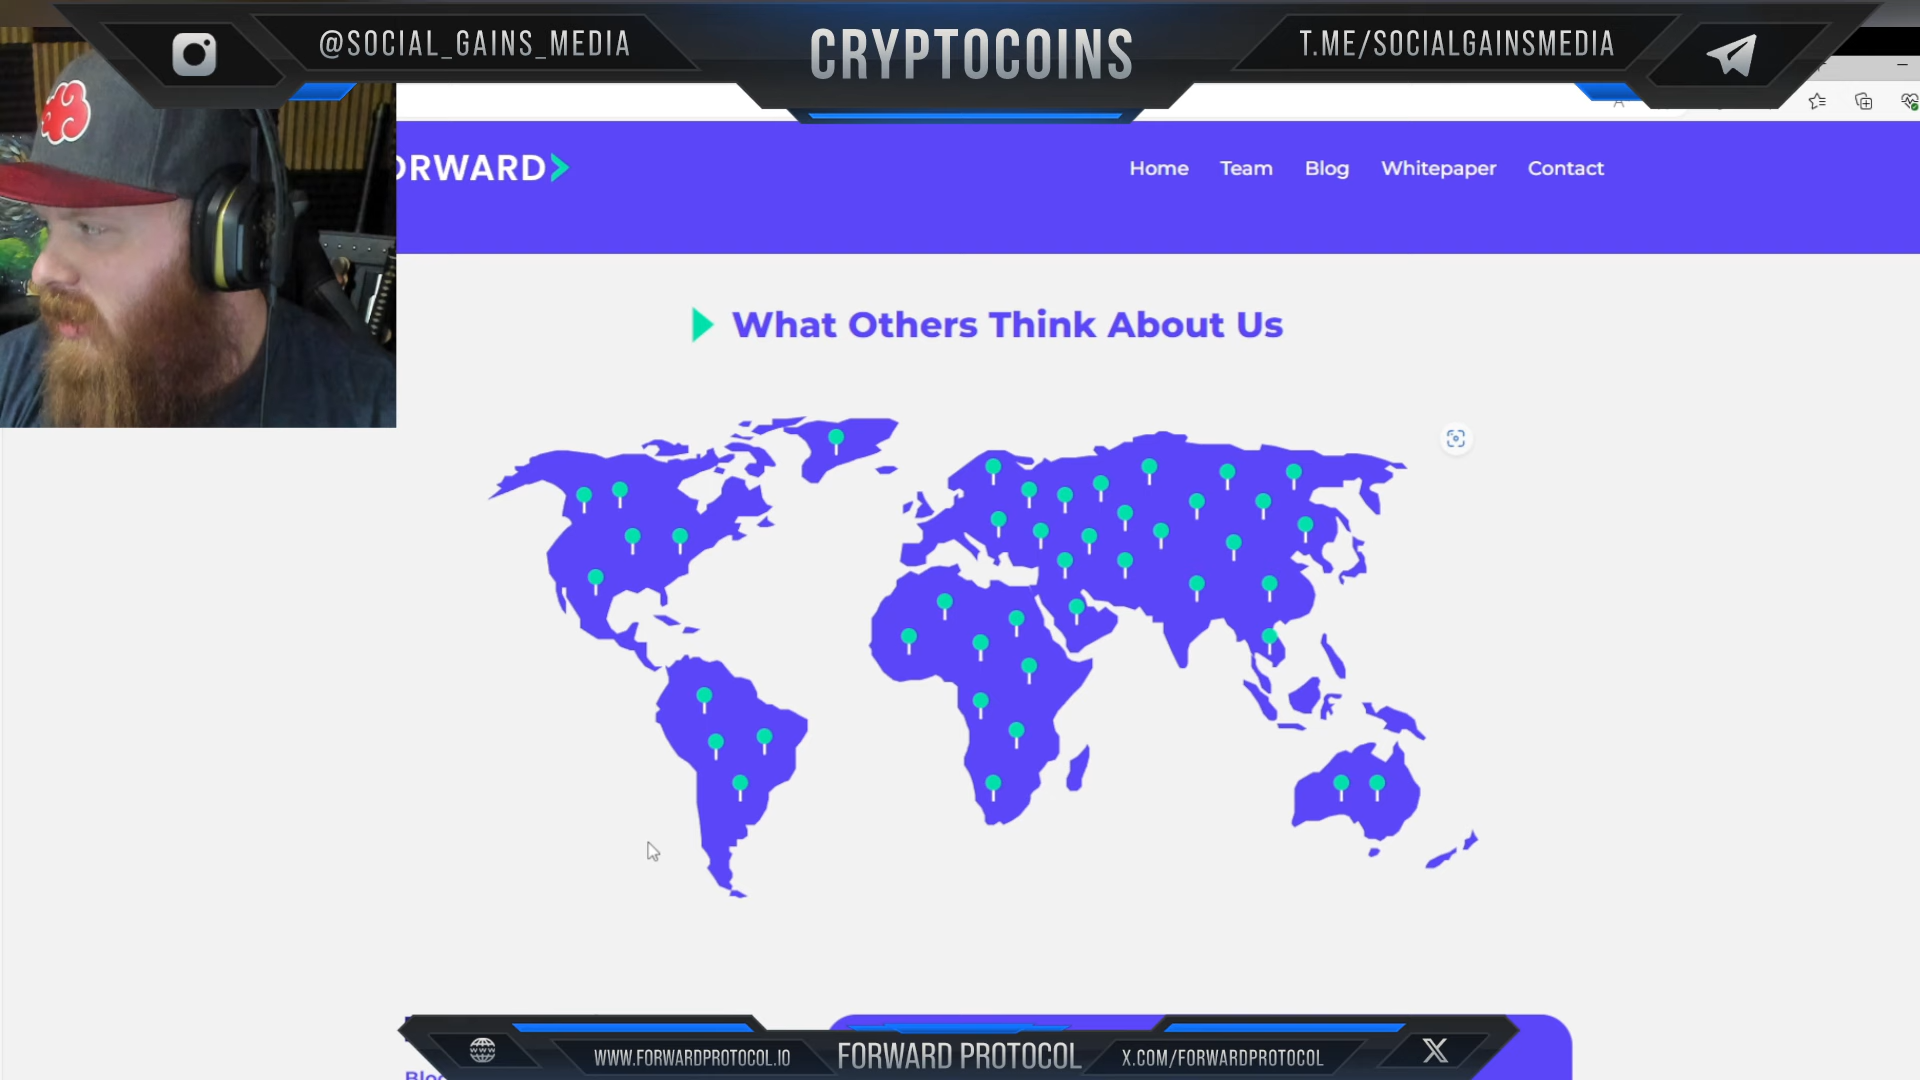 @SOCIAL_GAINS_MEDIA
CRYPTOCOINS
T.ME/SOCIALGAINSMEDIA
ORWARD
Home Team Blog Whitepaper Contact
What Others Think About Us
WWW.FORWARDPROTOCOL.IO
FORWARD PROTOCOL
X.COM/FORWARDPROTOCOL